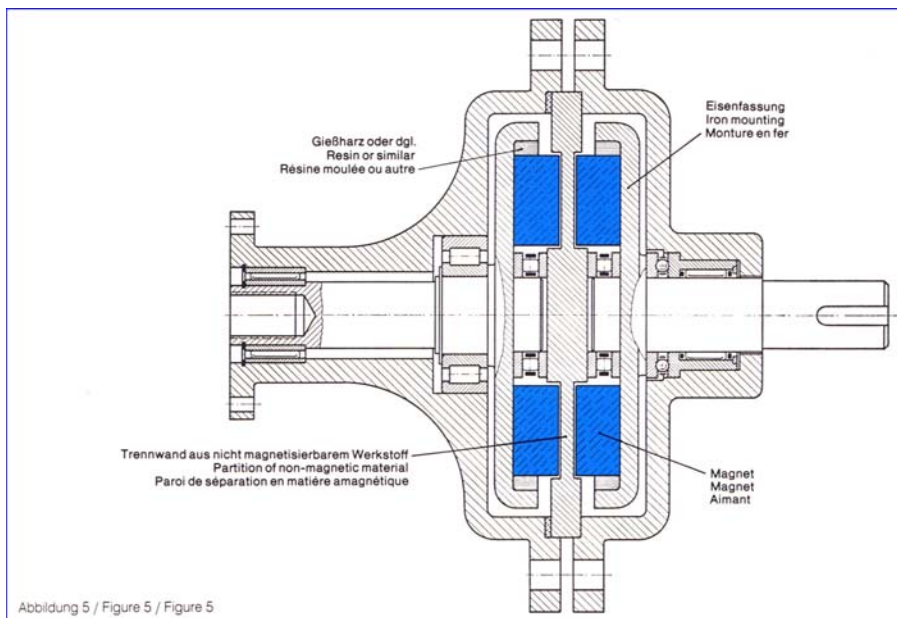 Gießharz oder dgl.
Resin or similar
Résine moulée ou autre
Eisenfassung
Iron mounting
Monture en fer
Trennwand aus nicht magnetisierbarem Werkstoff
Partition of non-magnetic material
Paroi de séparation en matière amagnétique
Magnet
Magnet
Aimant
Abbildung 5 / Figure 5 / Figure 5